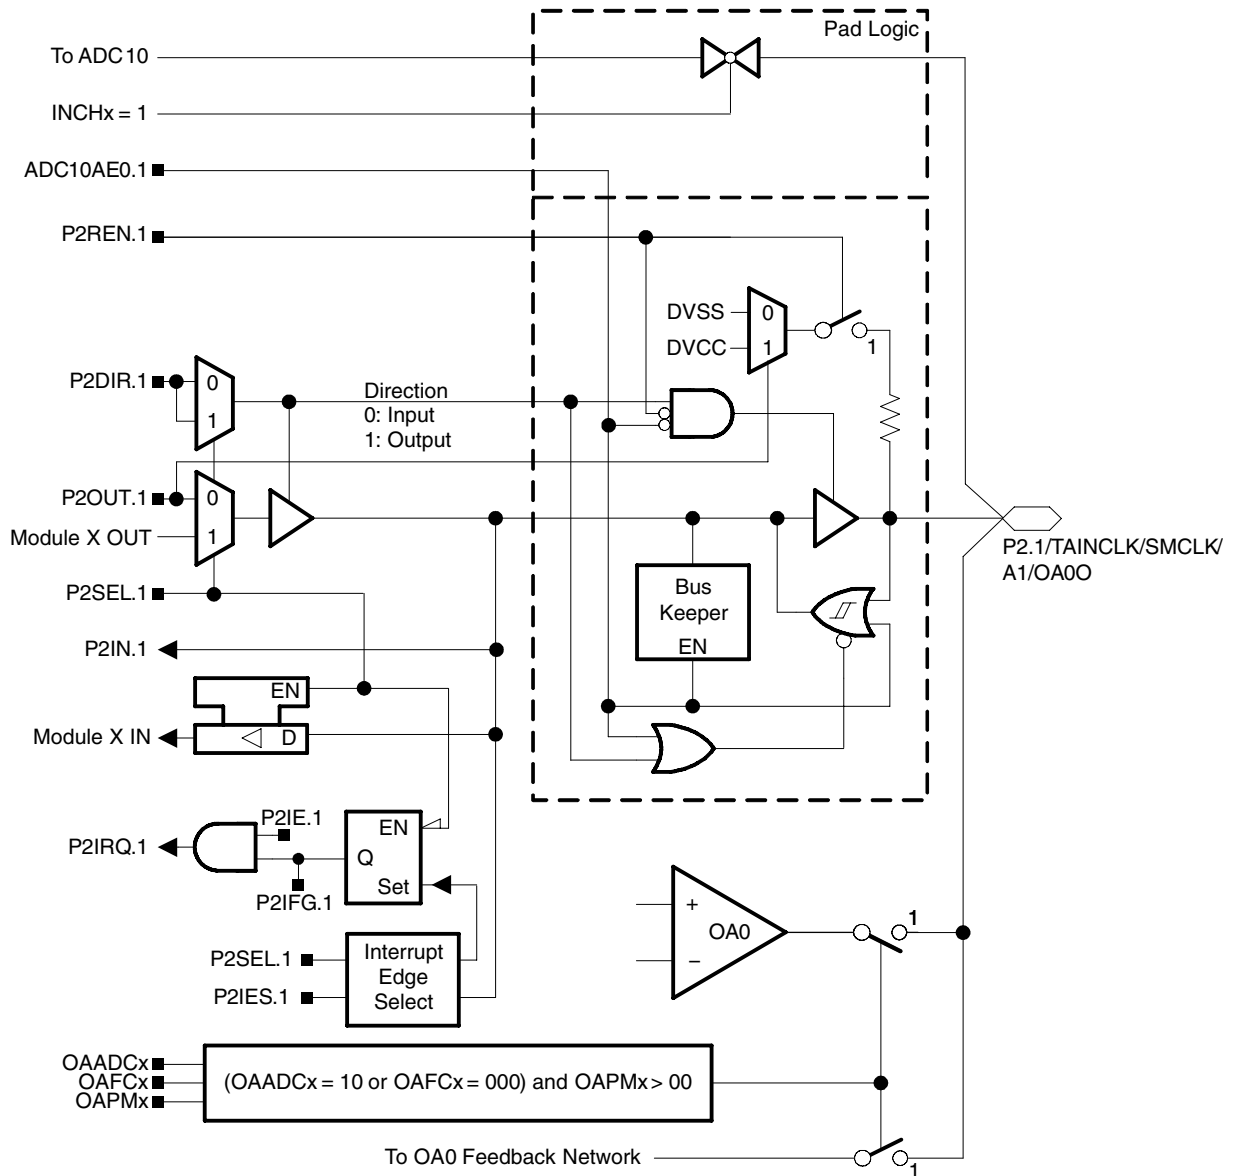 Pad Logic
To ADC10
INCHx = 1
ADC10AE0.1
P2REN.1
DVSS
0
DVCC
1
1
P2DIR.1
0
1
Direction
0: Input
1: Output
P2OUT.1
0
Module X OUT
1
P2.1/TAINCLK/SMCLK/
A1/OA0O
Bus
Keeper
EN
P2SEL.1
P2IN.1
EN
Module X IN
D
P2IE.1
EN
P2IRQ.1
Q
Set
P2IFG.1
+
OA0
−
1
P2SEL.1
P2IES.1
Interrupt
Edge
Select
OAADCx
OAFCx
OAPMx
(OAADCx = 10 or OAFCx = 000) and OAPMx > 00
To OA0 Feedback Network
1